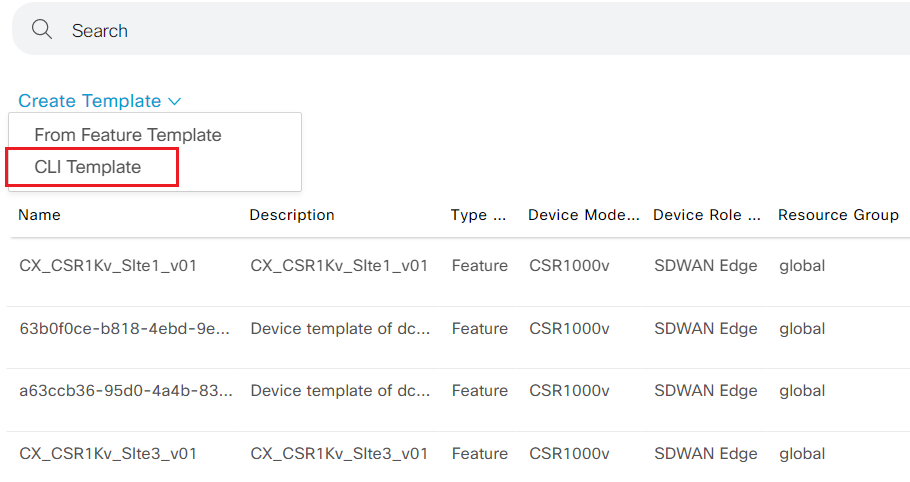 Search
Create Template
From Feature Template
CLI Template
Name Description Type ... Device Mode... Device Role ... Resource Group
CX_CSR1Kv_SIte1_v01 CX_CSR1Kv_SIte1_v01 Feature CSR1000v SDWAN Edge global
63b0f0ce-b818-4ebd-9e... Device template of dc... Feature CSR1000v SDWAN Edge global
a63ccb36-95d0-4a4b-83... Device template of dc... Feature CSR1000v SDWAN Edge global
CX_CSR1Kv_SIte3_v01 CX_CSR1Kv_SIte3_v01 Feature CSR1000v SDWAN Edge global